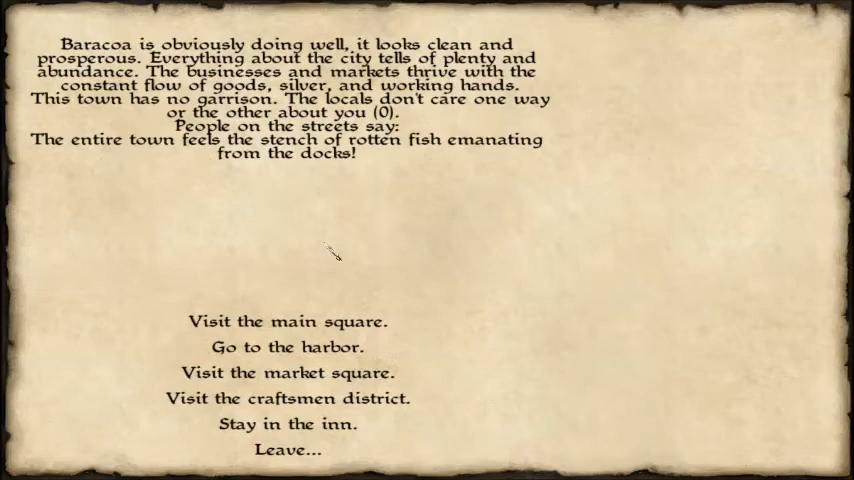 Baracoa is obviously doing well, it looks clean and
prosperous. Everything about the city tells of plenty and
abundance. The businesses and markets thrive with the
constant flow of goods, silver, and working hands.
This town has no garrison. The locals don't care one way
or the other about you (0).
People on the streets say:
The entire town feels the stench of rotten fish emanating
from the docks!
Visit the main square.
Go to the harbor.
Visit the market square.
Visit the craftsmen district.
Stay in the inn.
Leave...